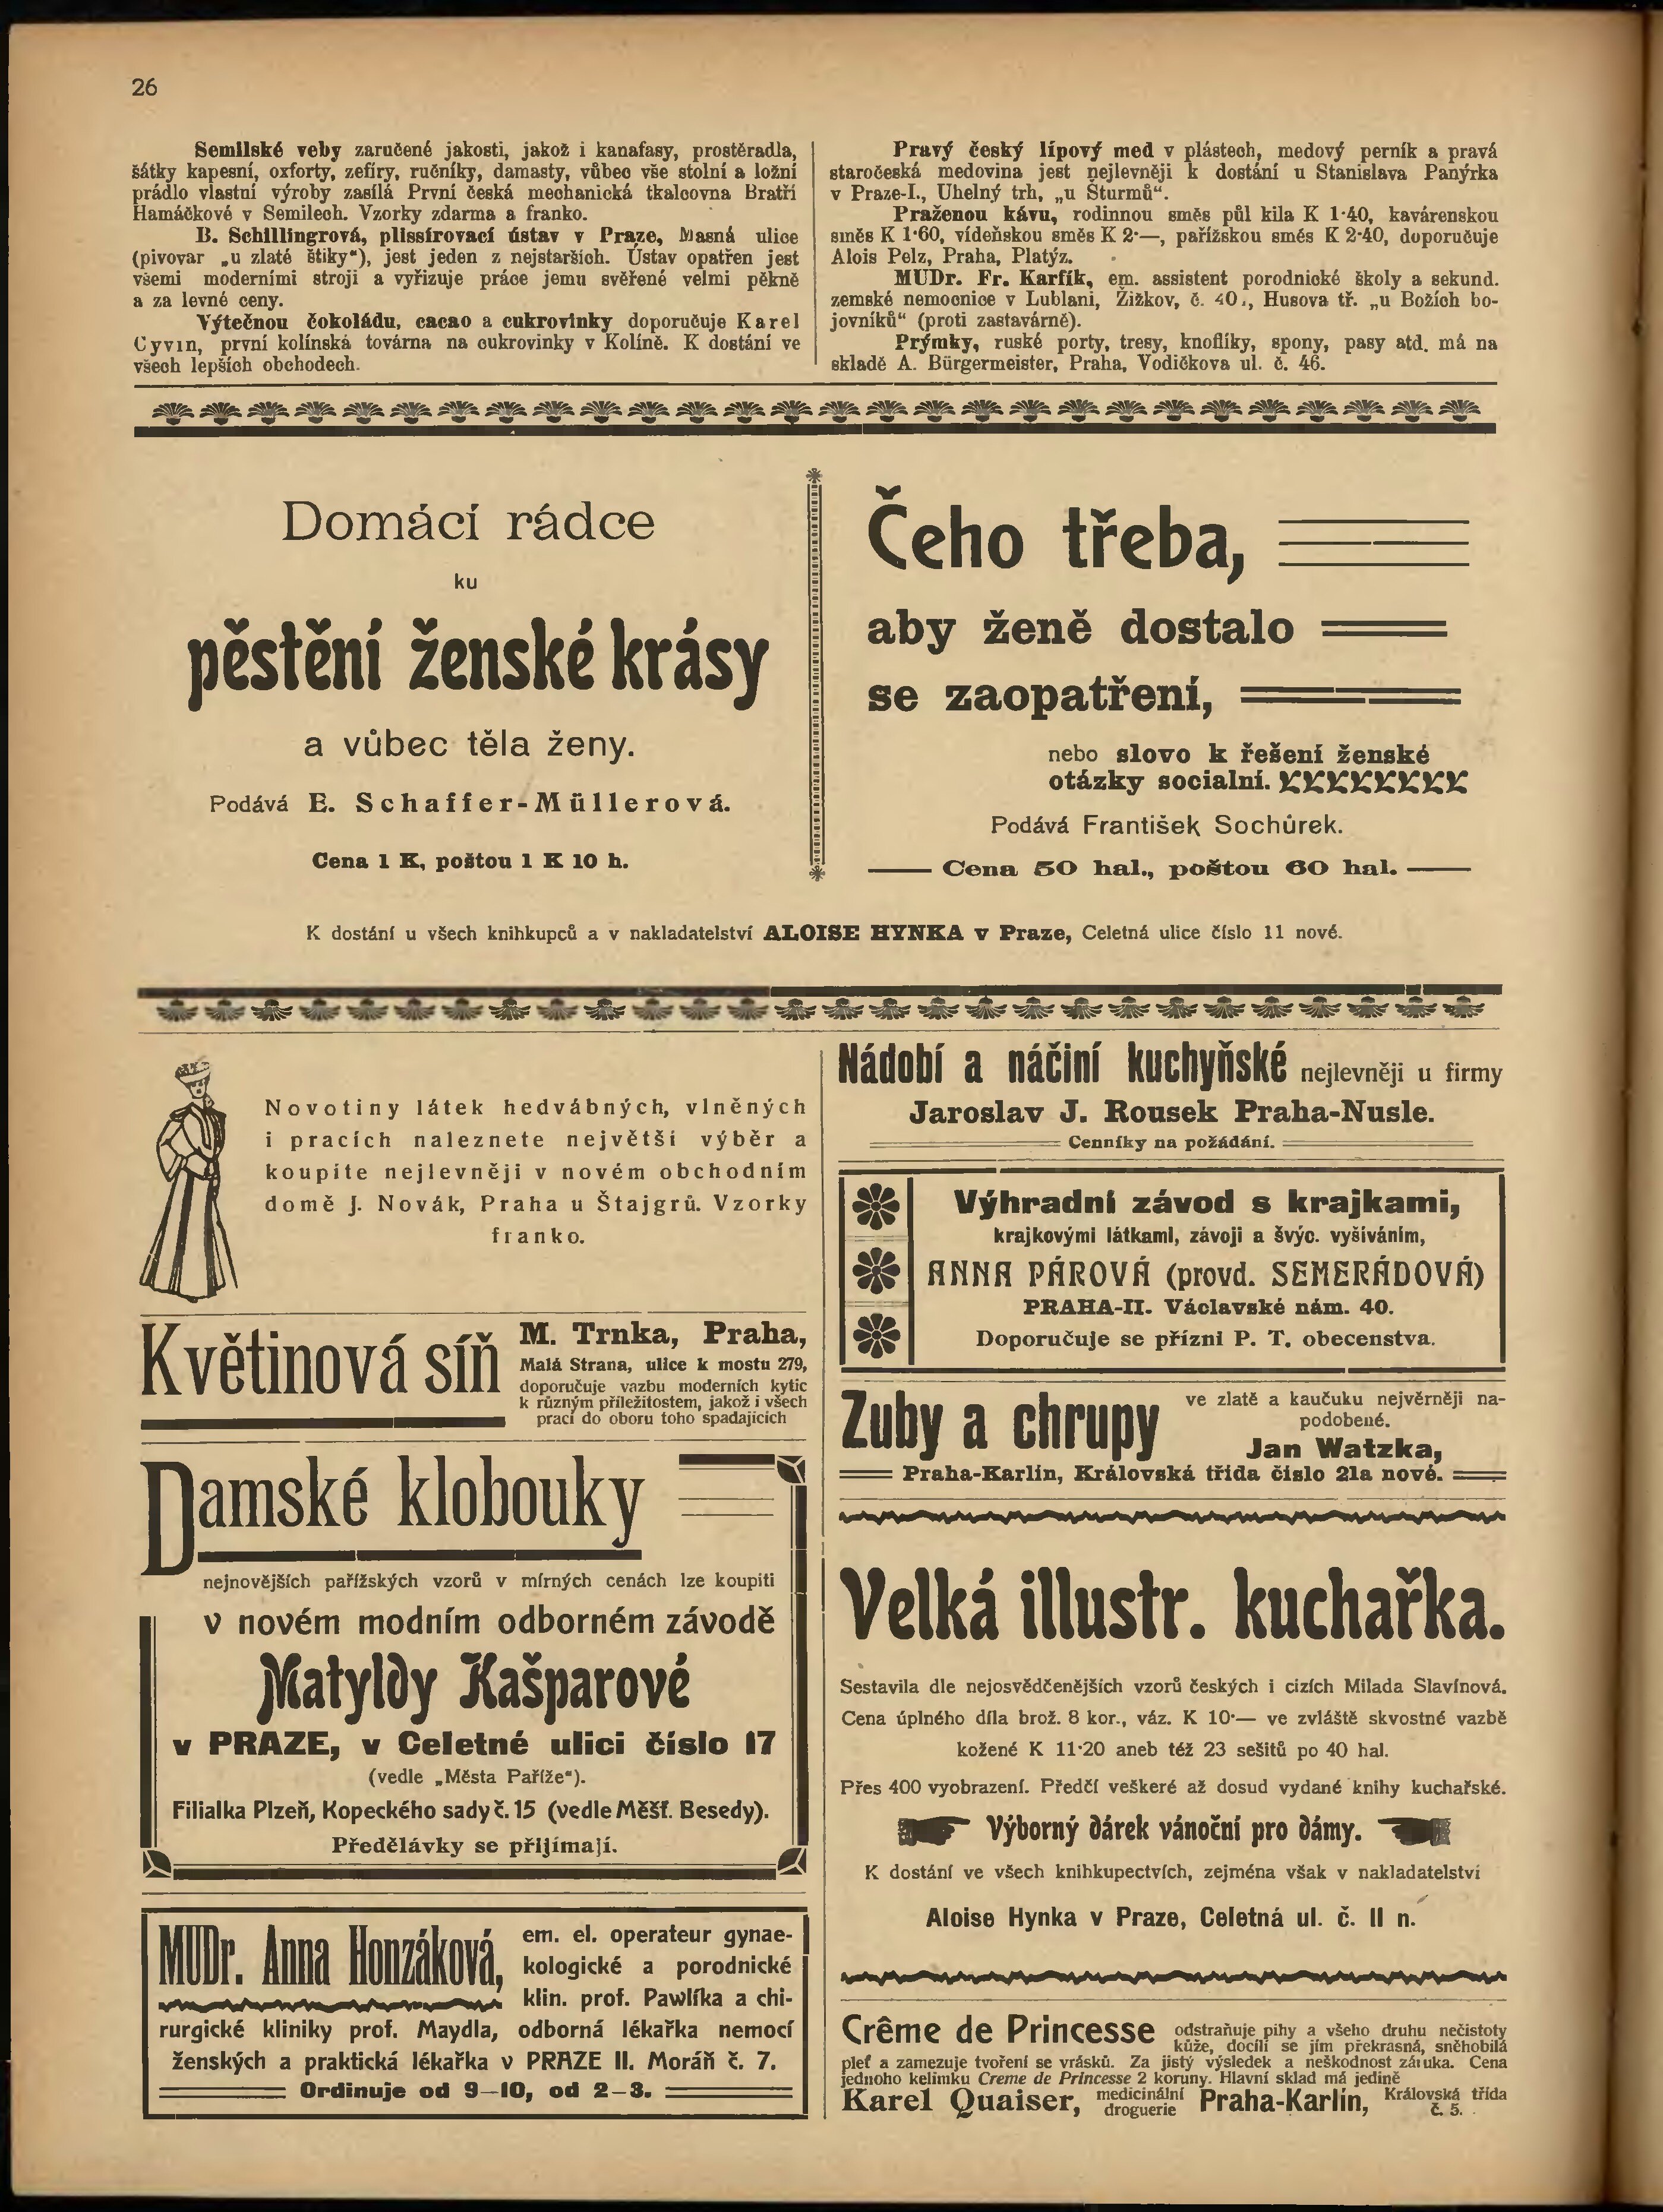 26
Semilské veby zaručené jakosti, jakož i kanafasy, prostěradla,
šátky kapesní, oxforty, zefíry, ručníky, damasty, vůbec vše stolní a ložní
prádlo vlastní výroby zasílá První česká mechanická tkalcovna Bratří
Hamáčkové v Semilech. Vzorky zdarma a franko.
B. Schillingrová, plissírovací ústav v Praze, Masná ulice
(pivovar „u zlaté štiky“), jest jeden z nejstarších. Ústav opatřen jest
všemi moderními stroji a vyřizuje práce jemu svěřené velmi pěkně
a za levné ceny.
Výtečnou čokoládu, cacao a cukrovinky doporučuje Karel
Cyvín, první kolínská továrna na cukrovinky v Kolíně. K dostání ve
všech lepších obchodech.
Pravý český lípový med v plástech, medový perník a pravá
staročeská medovina jest nejlevněji k dostání u Stanislava Panýrka
v Praze-I., Uhelný trh, „u Šturmů“.
Praženou kávu, rodinnou směs půl kila K 1·40, kavárenskou
směs K 1·60, vídeňskou směs K 2·—, pařížskou směs K 2·40, doporučuje
Alois Pelz, Praha, Platýz.
MUDr. Fr. Karfík, em. assistent porodnické školy a sekund.
zemské nemocnice v Lublani, Žižkov, č. 40., Husova tř. „u Božích bo-
jovníků“ (proti zastavárně).
Prýmky, ruské porty, tresy, knoflíky, spony, pasy atd. má na
skladě A. Bürgermeister, Praha, Vodičkova ul. č. 46.
Domácí rádce
ku
pěstění ženské krásy
a vůbec těla ženy.
Podává E. Schaffer-Müllerová.
Cena 1 K, poštou 1 K 10 h.
Čeho třeba,
aby ženě dostalo
se zaopatření,
nebo slovo k řešení ženské
otázky socialní.
Podává František Sochůrek.
Cena 50 hal., poštou 60 hal.
K dostání u všech knihkupců a v nakladatelství ALOISE HYNKA v Praze, Celetná ulice číslo 11 nové.
Novotiny látek hedvábných, vlněných
i pracích naleznete největší výběr a
koupíte nejlevněji v novém obchodním
domě J. Novák, Praha u Štajgrů. Vzorky
franko.
Květinová síň
M. Trnka, Praha,
Malá Strana, ulice k mostu 279,
doporučuje vazbu moderních kytic
k různým příležitostem, jakož i všech
prací do oboru toho spadajících
Damské klobouky
nejnovějších pařížských vzorů v mírných cenách lze koupiti
v novém modním odborném závodě
Matyldy Kašparové
v PRAZE, v Celetné ulici číslo 17
(vedle „Města Paříže“).
Filialka Plzeň, Kopeckého sady č. 15 (vedle Měšť. Besedy).
Předělávky se přijímají.
MUDr. Anna Honzáková,
em. el. operateur gynae-
kologické a porodnické
klin. prof. Pawlíka a chi-
rurgické kliniky prof. Maydla, odborná lékařka nemocí
ženských a praktická lékařka v PRAZE II. Moráň č. 7.
Ordinuje od 9—10, od 2—3.
Nádobí a náčiní kuchyňské nejlevněji u firmy
Jaroslav J. Rousek Praha-Nusle.
Cenníky na požádání.
Výhradní závod s krajkami,
krajkovými látkami, závoji a švýc. vyšíváním,
ANNA PÁROVÁ (provd. SEMERÁDOVÁ)
PRAHA-II. Václavské nám. 40.
Doporučuje se přízni P. T. obecenstva.
Zuby a chrupy
ve zlatě a kaučuku nejvěrněji na-
podobené.
Jan Watzka,
Praha-Karlín, Královská třída číslo 21a nové.
Velká illustr. kuchařka.
Sestavila dle nejosvědčenějších vzorů českých i cizích Milada Slavínová.
Cena úplného díla brož. 8 kor., váz. K 10·— ve zvláště skvostné vazbě
kožené K 11·20 aneb též 23 sešitů po 40 hal.
Přes 400 vyobrazení. Předčí veškeré až dosud vydané knihy kuchařské.
Výborný dárek vánoční pro dámy.
K dostání ve všech knihkupectvích, zejména však v nakladatelství
Aloise Hynka v Praze, Celetná ul. č. 11 n.
Crême de Princesse odstraňuje pihy a všeho druhu nečistoty
kůže, docílí se jím překrasná, sněhobílá
pleť a zamezuje tvoření se vrásků. Za jistý výsledek a neškodnost záruka. Cena
jednoho kelímku Creme de Princesse 2 koruny. Hlavní sklad má jedině
Karel Quaiser, medicinální droguerie Praha-Karlín, Královská třída č. 5.